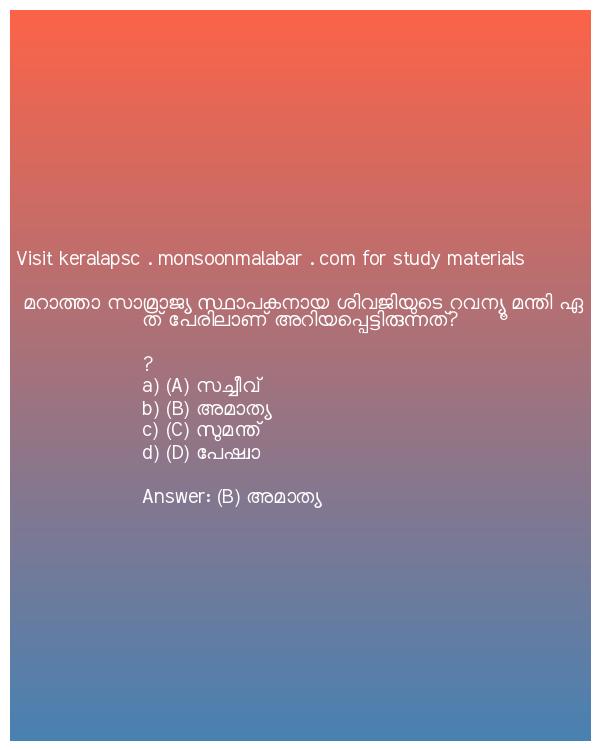 Visit keralapsc . monsoonmalabar . com for study materials
മറാത്താ സാമ്രാജ്യ സ്ഥാപകനായ ശിവജിയുടെ റവന്യൂ മന്തി ഏ
ത് പേരിലാണ് അറിയപ്പെട്ടിരുന്നത്?
?
a) (A) സച്ചീവ്
b) (B) അമാത്യ
c) (C) സുമന്ത്
d) (D) പേഷ്വാ
Answer: (B) അമാത്യ